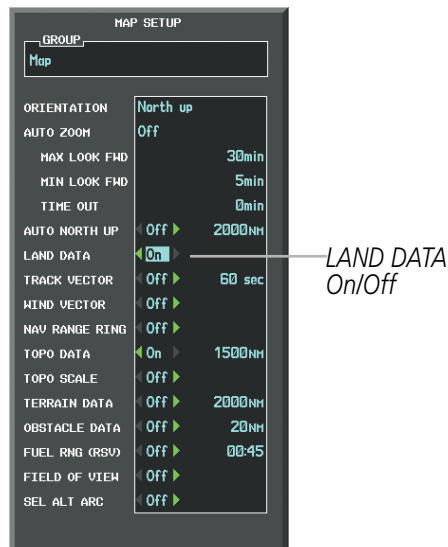 MAP SETUP
GROUP
Map
ORIENTATION North up
AUTO ZOOM Off
MAX LOOK FWD 30min
MIN LOOK FWD 5min
TIME OUT 0min
AUTO NORTH UP Off 2000NM
LAND DATA On
LAND DATA
On/Off
TRACK VECTOR Off 60 sec
WIND VECTOR Off
NAV RANGE RING Off
TOPO DATA On 1500NM
TOPO SCALE Off
TERRAIN DATA Off 2000NM
OBSTACLE DATA Off 20NM
FUEL RNG (RSV) Off 00:45
FIELD OF VIEW Off
SEL ALT ARC Off